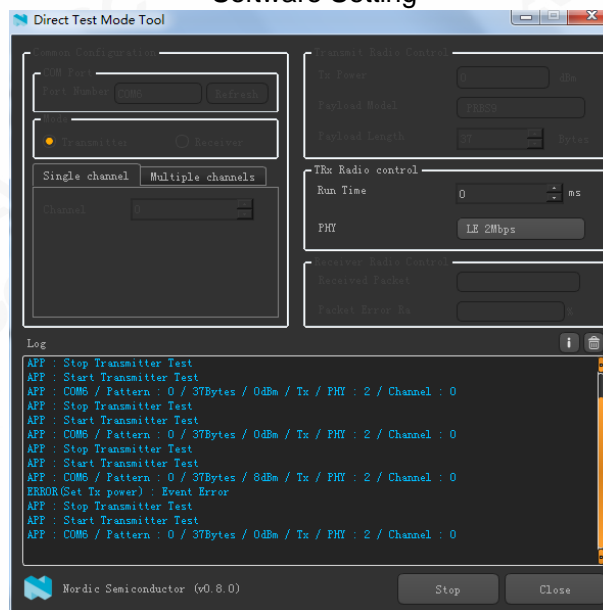 Software Setting
Direct Test Mode Tool
Common Configuration
COM Port
Port Number COM6 Refresh
Mode
Transmitter Receiver
Single channel Multiple channels
Channel 0
Transmit Radio Control
Tx Power 0 dBm
Payload Model PRBS9
Payload Length 37 Bytes
TRx Radio control
Run Time 0 ms
PHY LE 2Mbps
Receiver Radio Control
Received Packet
Packet Error Ra %
Log
APP : Stop Transmitter Test
APP : Start Transmitter Test
APP : COM6 / Pattern : 0 / 37Bytes / 0dBm / Tx / PHY : 2 / Channel : 0
APP : Stop Transmitter Test
APP : Start Transmitter Test
APP : COM6 / Pattern : 0 / 37Bytes / 0dBm / Tx / PHY : 2 / Channel : 0
APP : Stop Transmitter Test
APP : Start Transmitter Test
APP : COM6 / Pattern : 0 / 37Bytes / 8dBm / Tx / PHY : 2 / Channel : 0
ERROR(Set Tx power) : Event Error
APP : Stop Transmitter Test
APP : Start Transmitter Test
APP : COM6 / Pattern : 0 / 37Bytes / 0dBm / Tx / PHY : 2 / Channel : 0
Nordic Semiconductor (v0.8.0) Stop Close